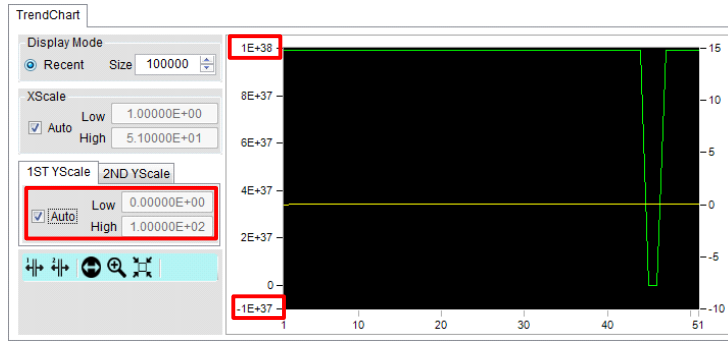 TrendChart
Display Mode
Recent Size 100000
XScale
Auto
Low 1.00000E+00
High 5.10000E+01
1ST YScale 2ND YScale
Auto
Low 0.00000E+00
High 1.00000E+02
1E+38
8E+37
6E+37
4E+37
2E+37
0
-1E+37
15
10
5
0
-5
-10
1 10 20 30 40 51